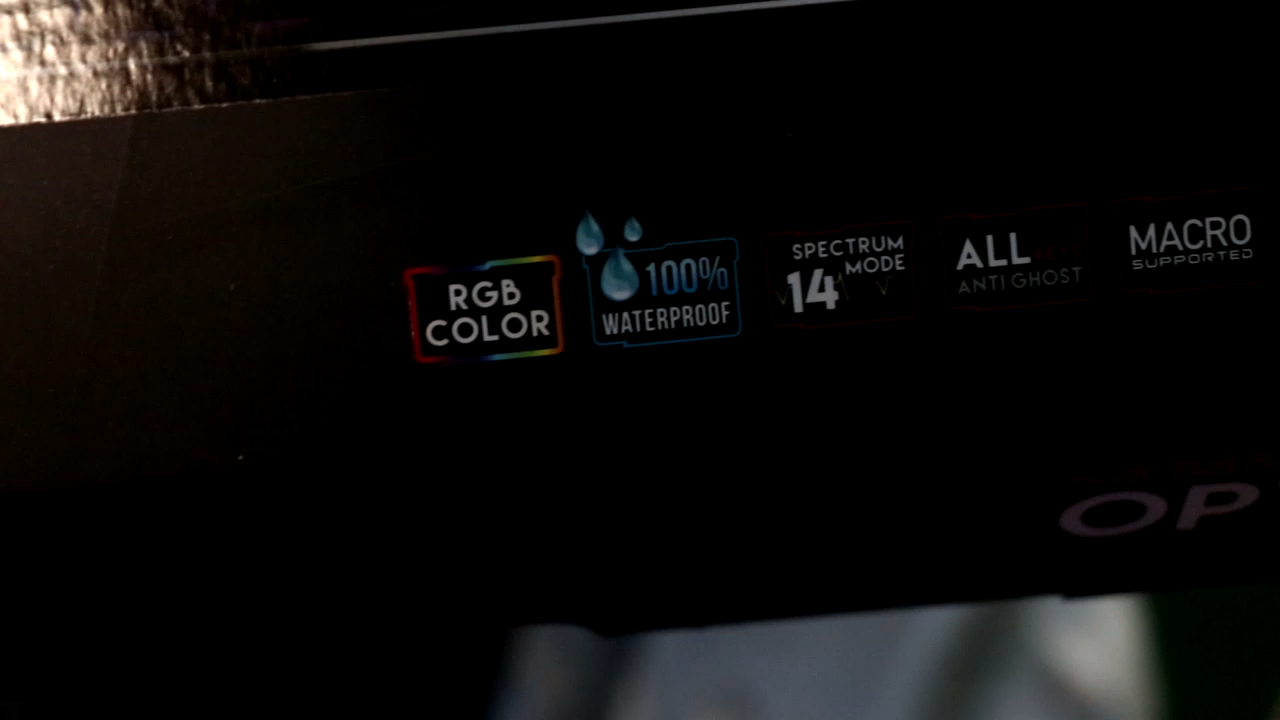 RGB
COLOR
100%
WATERPROOF
SPECTRUM
14 MODE
ALL
ANTI GHOST
MACRO
SUPPORTED
OP